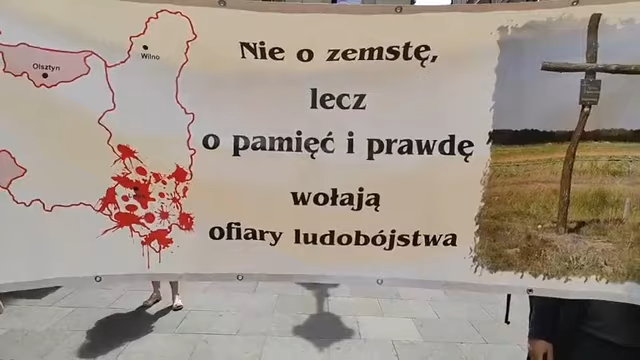 Olsztyn
Wilno
Nie o zemstę,
lecz
o pamięć i prawdę
wołają
ofiary ludobójstwa